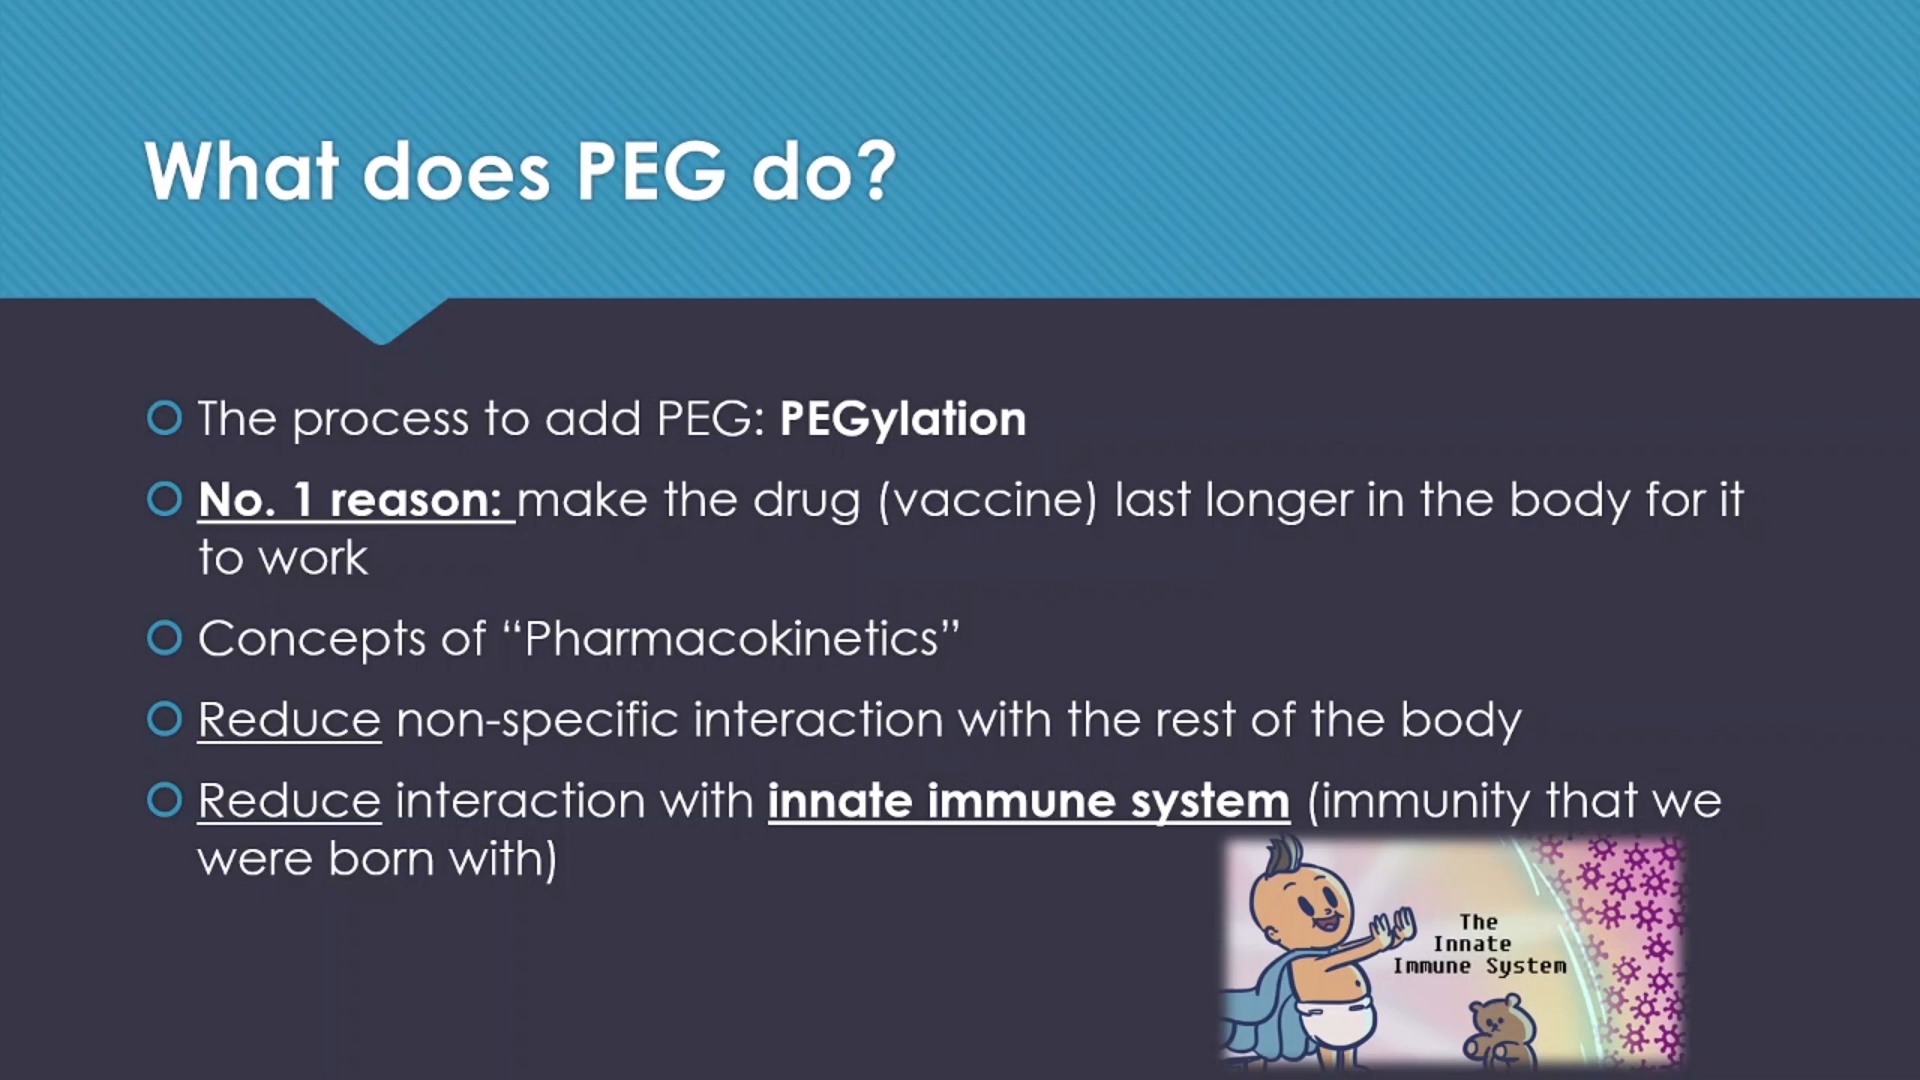 What does PEG do?
The process to add PEG: PEGylation
No. 1 reason: make the drug (vaccine) last longer in the body for it
to work
Concepts of “Pharmacokinetics”
Reduce non-specific interaction with the rest of the body
Reduce interaction with innate immune system (immunity that we
were born with)
The
Innate
Immune System